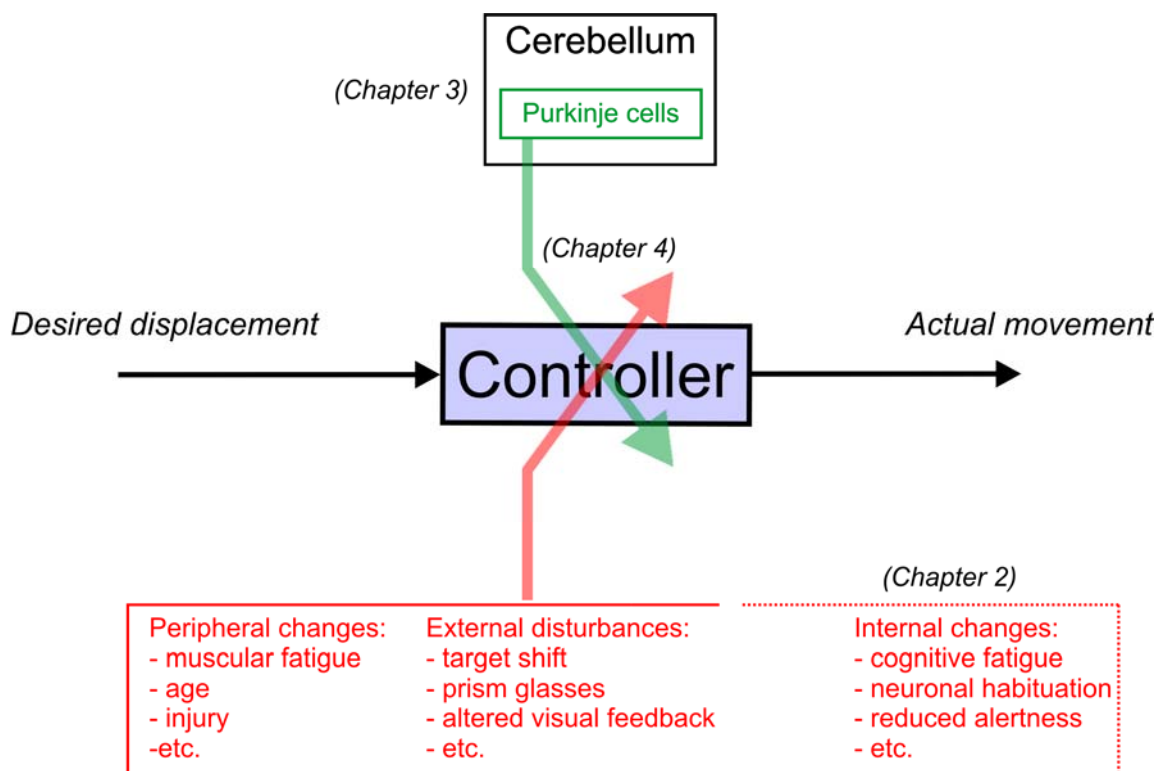 Cerebellum
(Chapter 3)
Purkinje cells
(Chapter 4)
Desired displacement
Actual movement
Controller
(Chapter 2)
Peripheral changes:
- muscular fatigue
- age
- injury
-etc.
External disturbances:
- target shift
- prism glasses
- altered visual feedback
- etc.
Internal changes:
- cognitive fatigue
- neuronal habituation
- reduced alertness
- etc.